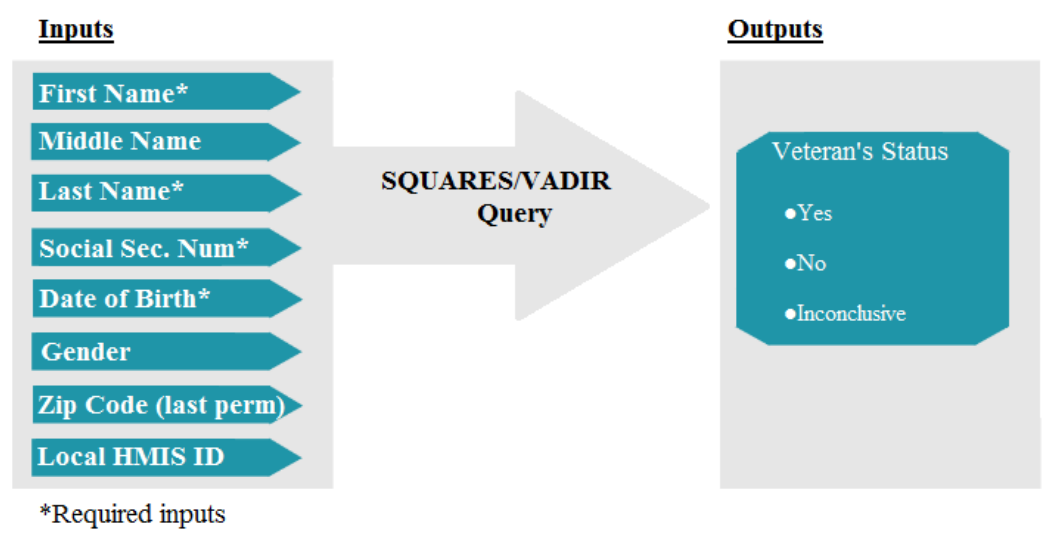 Inputs
First Name*
Middle Name
Last Name*
Social Sec. Num*
Date of Birth*
Gender
Zip Code (last perm)
Local HMIS ID
*Required inputs
SQUARES/VADIR
Query
Outputs
Veteran's Status
●Yes
●No
●Inconclusive